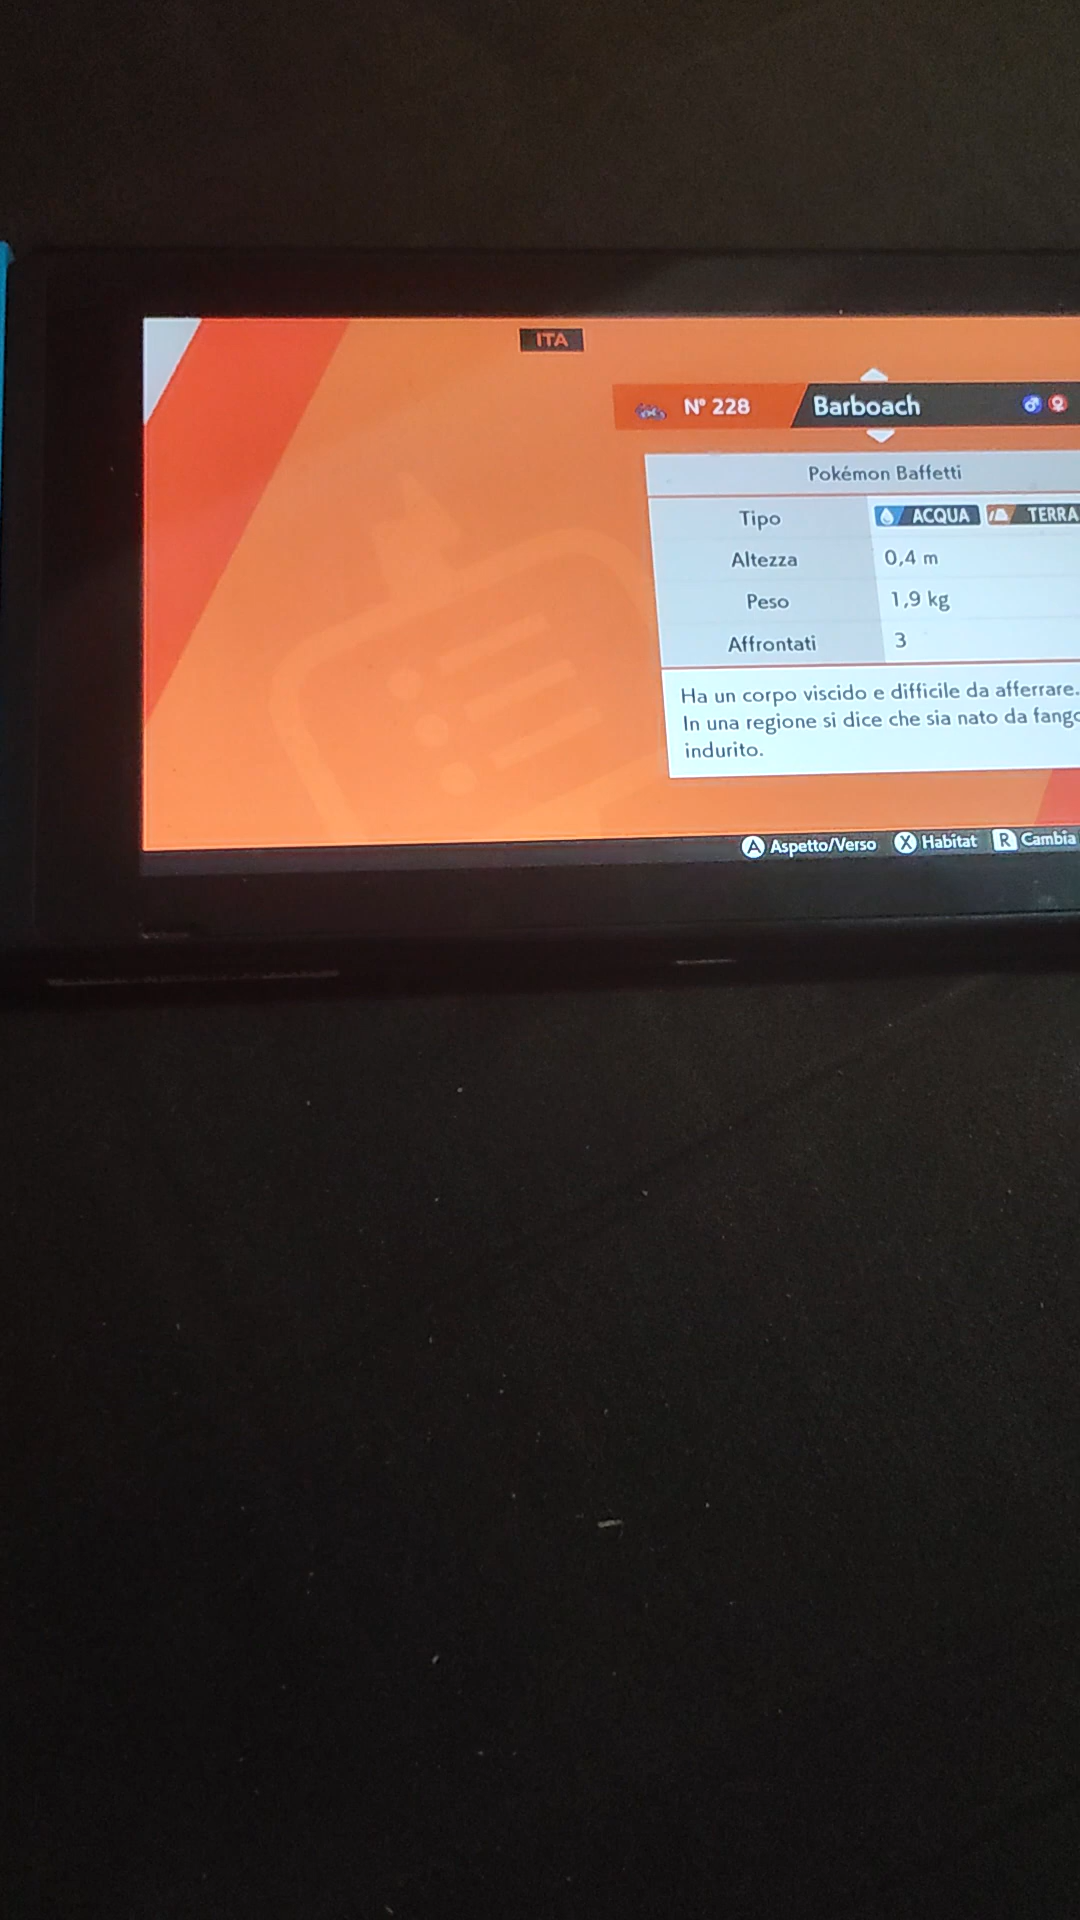 ITA
Nº 228 Barboach
Pokémon Baffetti
Tipo ACQUA TERRA
Altezza 0,4 m
Peso 1,9 kg
Affrontati 3
Ha un corpo viscido e difficile da afferrare.
In una regione si dice che sia nato da fango
indurito.
A Aspetto/Verso X Habitat R Cambia